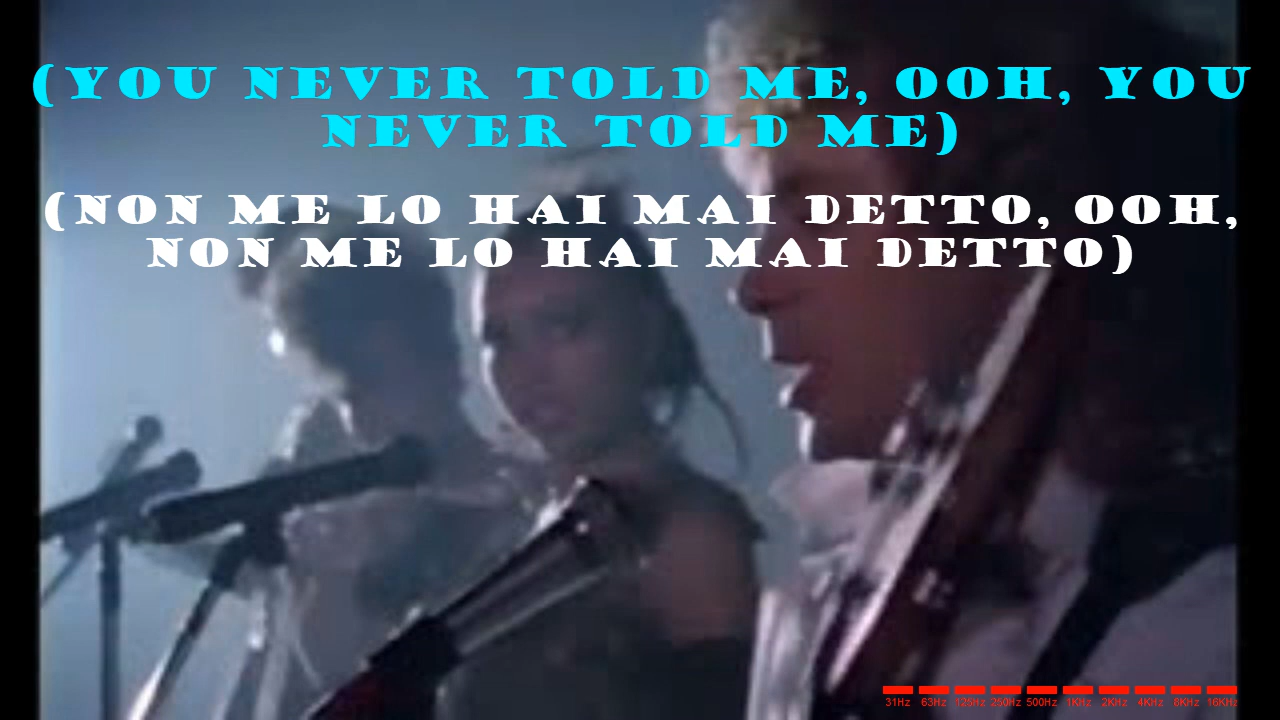 (YOU NEVER TOLD ME, OOH, YOU
NEVER TOLD ME)
(NON ME LO HAI MAI DETTO, OOH,
NON ME LO HAI MAI DETTO)
31Hz 63Hz 125Hz 250Hz 500Hz 1KHz 2KHz 4KHz 8KHz 16KHz